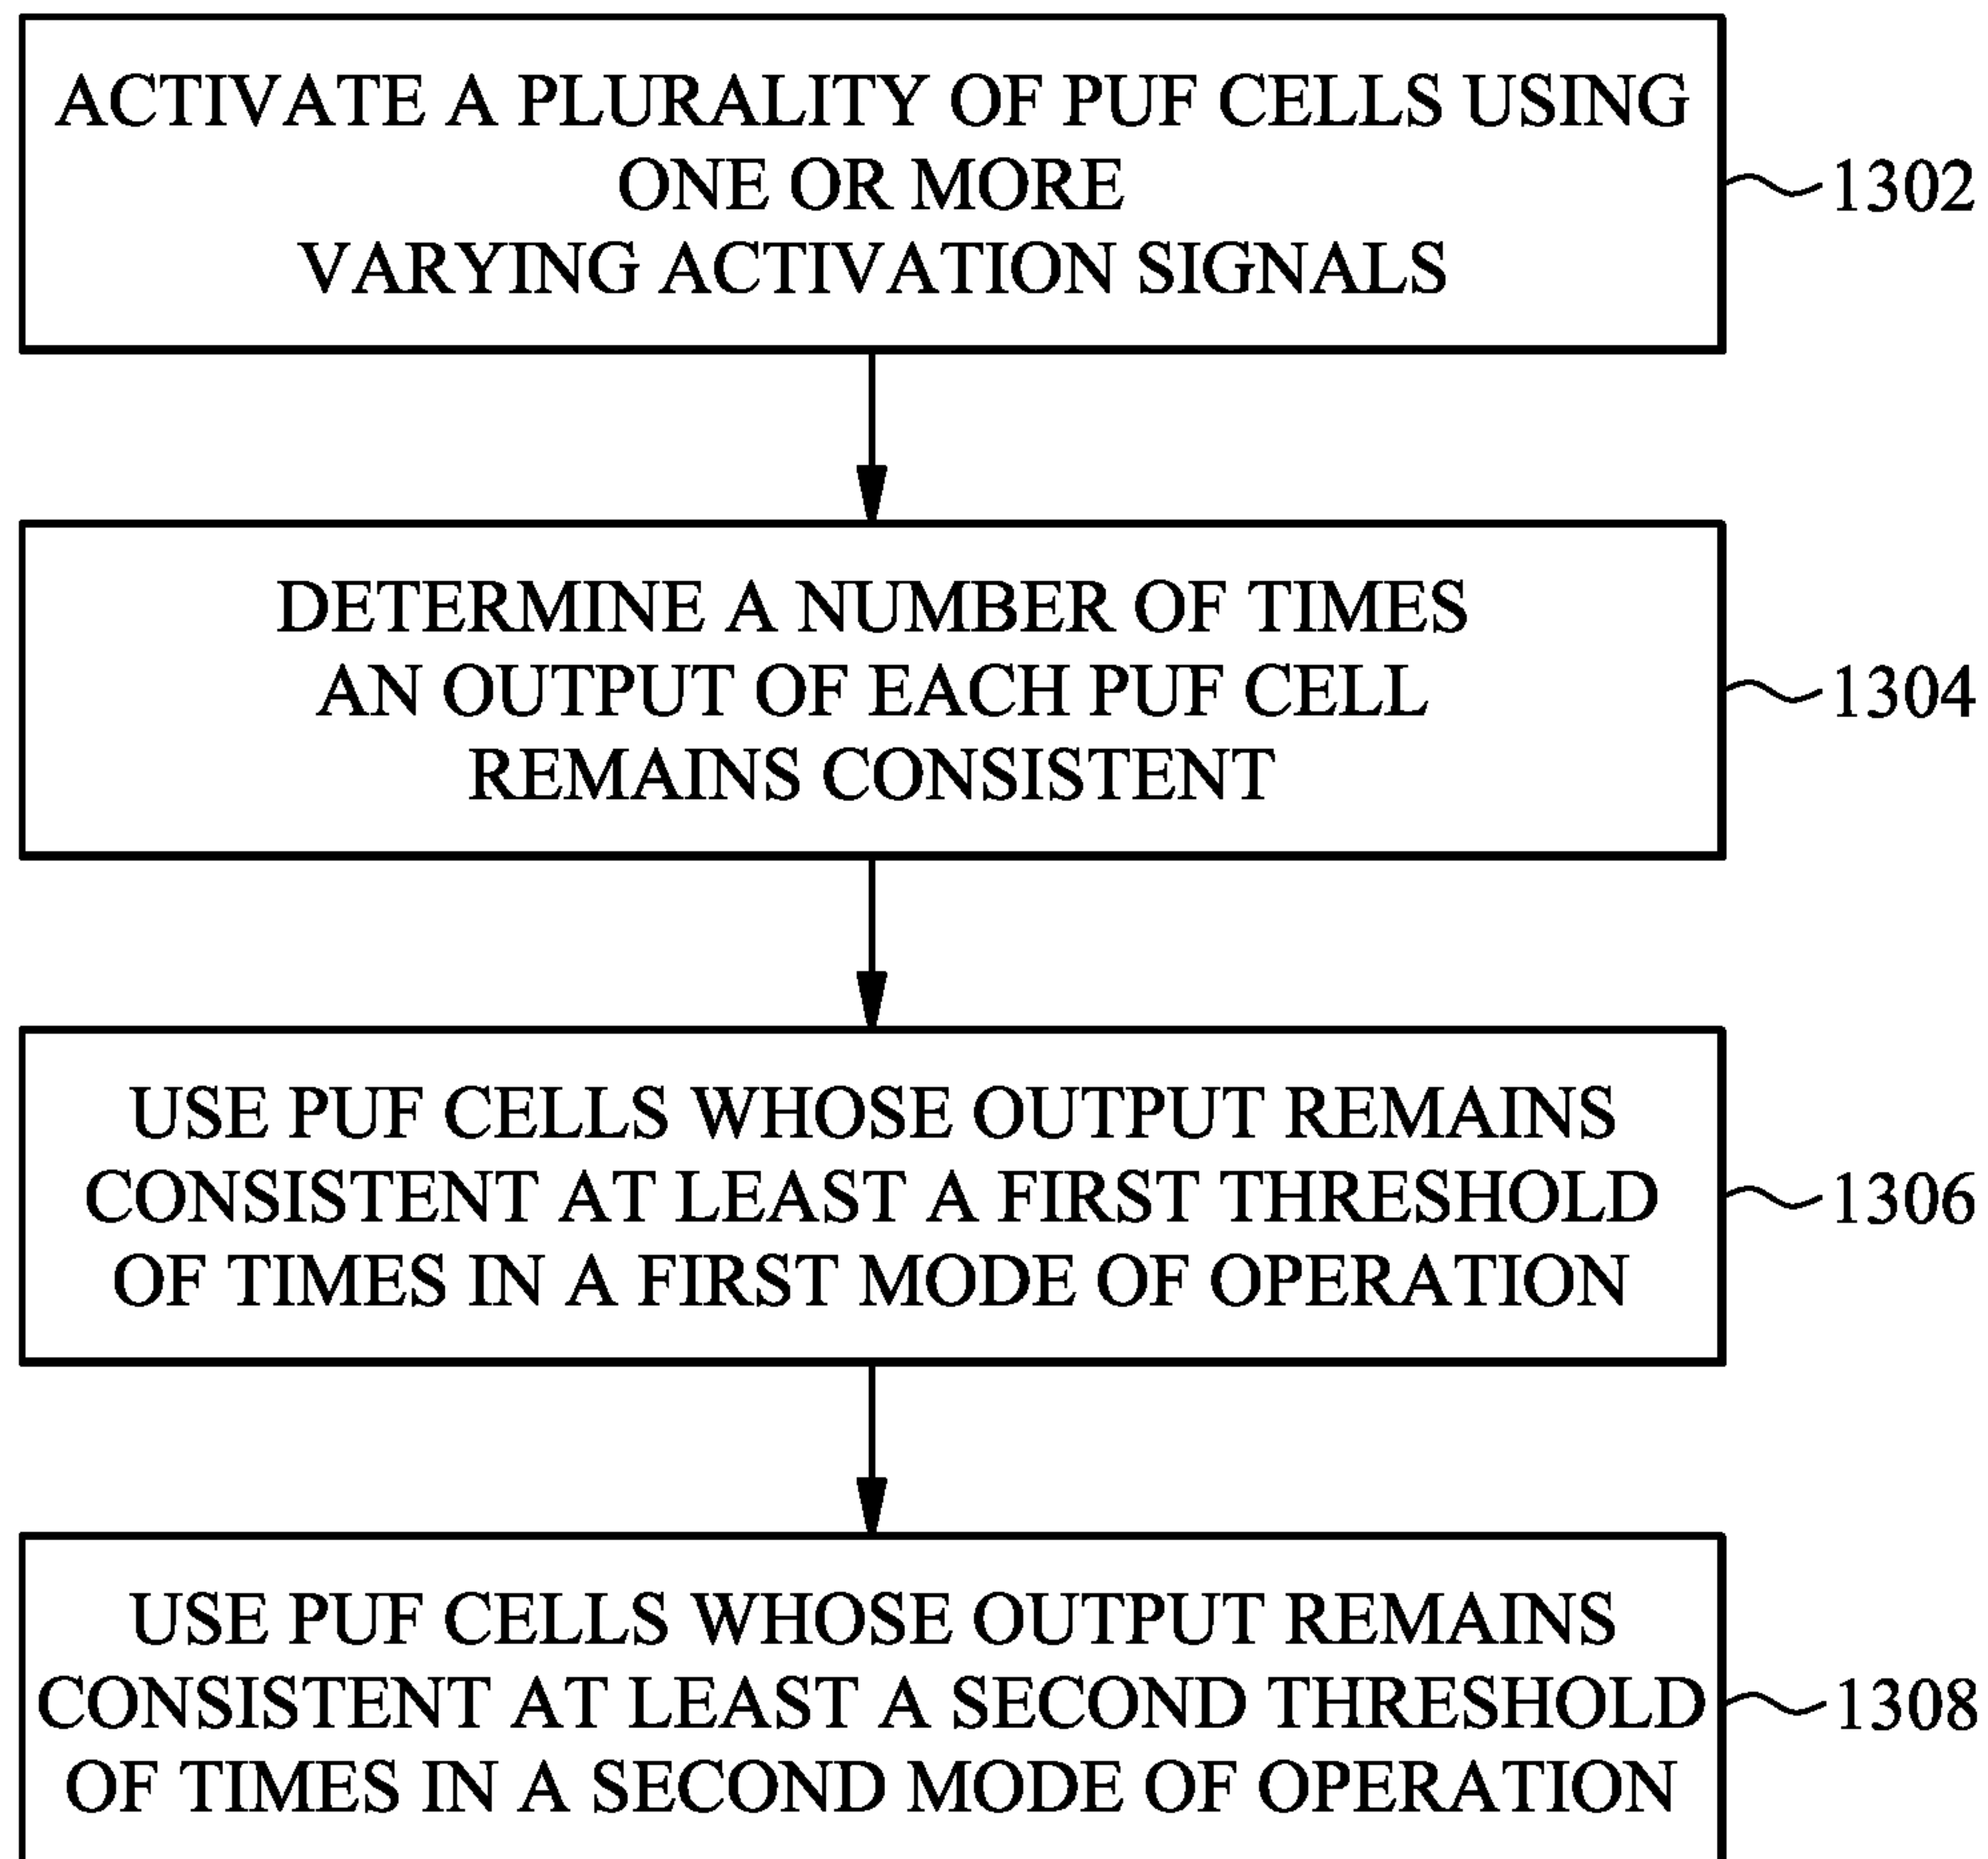 ACTIVATE A PLURALITY OF PUF CELLS USING
ONE OR MORE
VARYING ACTIVATION SIGNALS
1302
DETERMINE A NUMBER OF TIMES
AN OUTPUT OF EACH PUF CELL
REMAINS CONSISTENT
1304
USE PUF CELLS WHOSE OUTPUT REMAINS
CONSISTENT AT LEAST A FIRST THRESHOLD
OF TIMES IN A FIRST MODE OF OPERATION
1306
USE PUF CELLS WHOSE OUTPUT REMAINS
CONSISTENT AT LEAST A SECOND THRESHOLD
OF TIMES IN A SECOND MODE OF OPERATION
1308